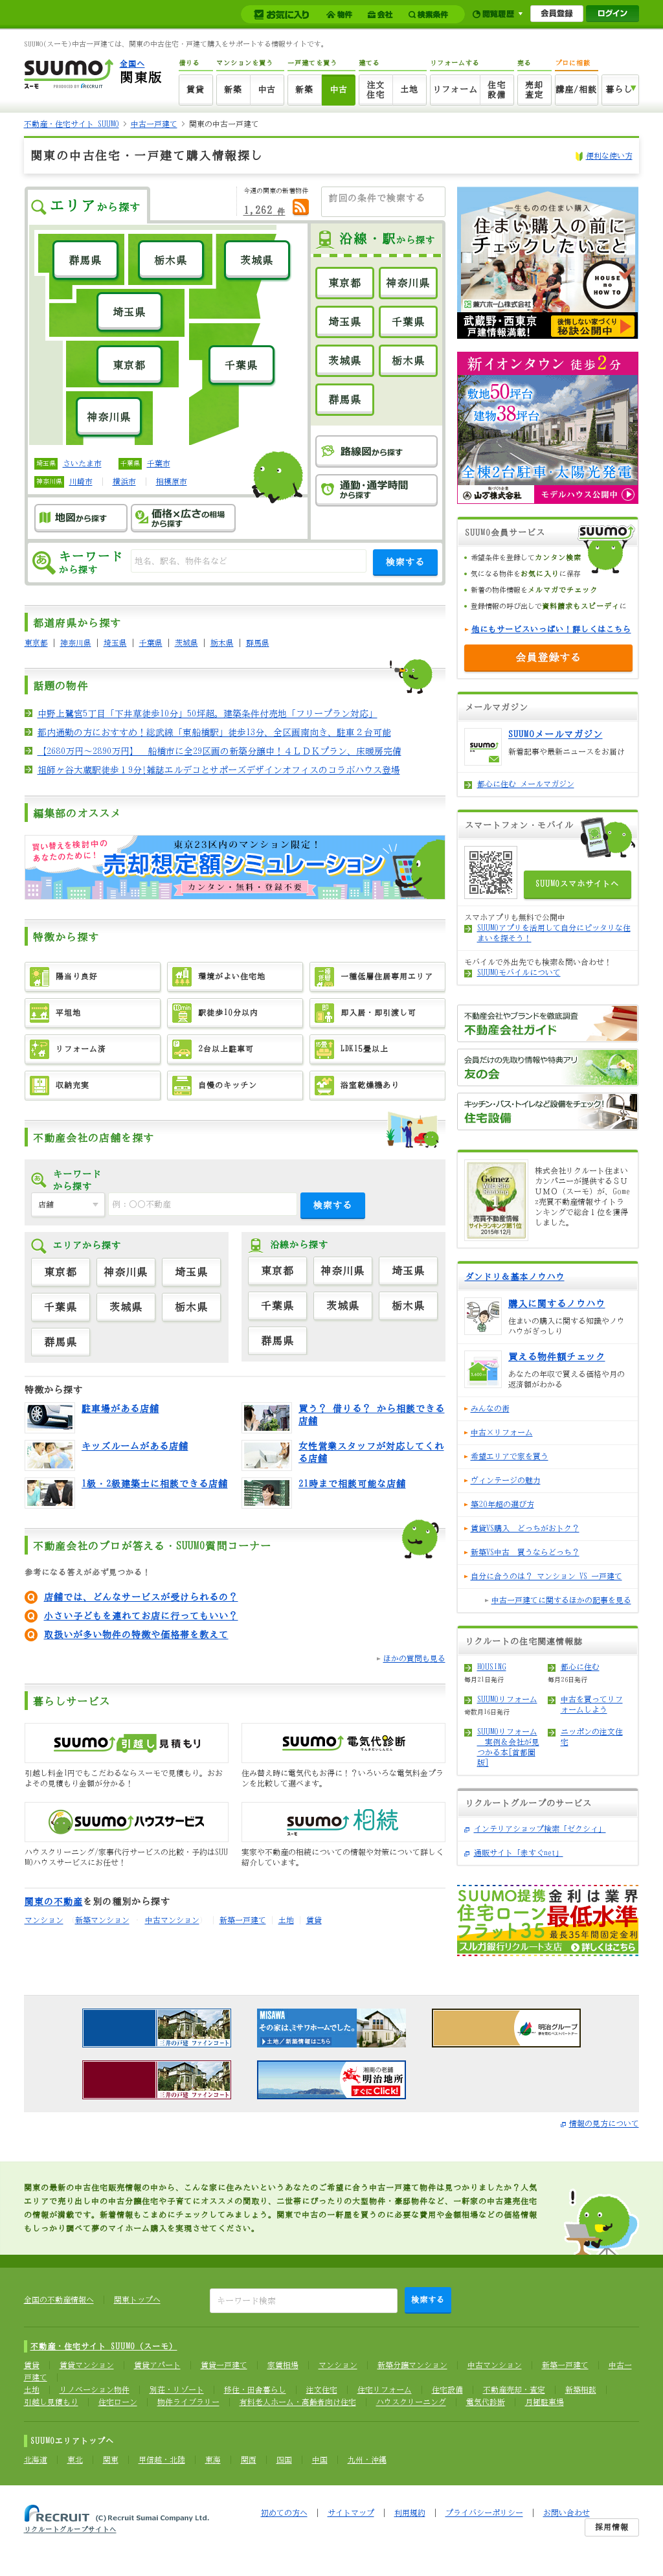 お気に入り 物件 会社 検索条件 閲覧履歴 会員登録 ログイン
SUUMO(スーモ)中古一戸建ては、関東の中古住宅・戸建て購入をサポートする情報サイトです。
SUUMO スーモ POWERED BY RECRUIT
全国へ
関東版
借りる マンションを買う 一戸建てを買う 建てる リフォームする 売る プロに相談
賃貸 新築 中古 新築 中古 注文住宅 土地 リフォーム 住宅設備 売却査定 講座/相談 暮らし
不動産・住宅サイト SUUMO > 中古一戸建て > 関東の中古一戸建て
関東の中古住宅・一戸建て購入情報探し
便利な使い方
エリアから探す
今週の関東の新着物件
1,262 件
前回の条件で検索する
群馬県 栃木県 茨城県
埼玉県
東京都 千葉県
神奈川県
埼玉県 さいたま市 千葉県 千葉市
神奈川県 川崎市 横浜市 相模原市
地図から探す
価格×広さの相場から探す
沿線・駅から探す
東京都 神奈川県
埼玉県 千葉県
茨城県 栃木県
群馬県
路線図から探す
通勤・通学時間から探す
キーワードから探す
地名、駅名、物件名など
検索する
都道府県から探す
東京都 | 神奈川県 | 埼玉県 | 千葉県 | 茨城県 | 栃木県 | 群馬県
話題の物件
中野上鷺宮5丁目「下井草徒歩10分」50坪超。建築条件付売地「フリープラン対応」
都内通勤の方におすすめ!総武線「東船橋駅」徒歩13分、全区画南向き、駐車2台可能
【2680万円~2890万円】 船橋市に全29区画の新築分譲中!4LDKプラン、床暖房完備
祖師ヶ谷大蔵駅徒歩19分!雑誌エルデコとサポーズデザインオフィスのコラボハウス登場
編集部のオススメ
買い替えを検討中のあなたのために!
東京23区内のマンション限定!
売却想定額シミュレーション
カンタン・無料・登録不要
特徴から探す
陽当り良好 環境がよい住宅地 一種低層住居専用エリア
平坦地 駅徒歩10分以内 即入居・即引渡し可
リフォーム済 2台以上駐車可 LDK15畳以上
収納充実 自慢のキッチン 浴室乾燥機あり
不動産会社の店舗を探す
キーワードから探す
店舗 例:〇〇不動産 検索する
エリアから探す
東京都 神奈川県 埼玉県
千葉県 茨城県 栃木県
群馬県
沿線から探す
東京都 神奈川県 埼玉県
千葉県 茨城県 栃木県
群馬県
特徴から探す
駐車場がある店舗
買う? 借りる? から相談できる店舗
キッズルームがある店舗
女性営業スタッフが対応してくれる店舗
1級・2級建築士に相談できる店舗
21時まで相談可能な店舗
不動産会社のプロが答える・SUUMO質問コーナー
参考になる答えが必ず見つかる!
店舗では、どんなサービスが受けられるの?
小さい子どもを連れてお店に行ってもいい?
取扱いが多い物件の特徴や価格帯を教えて
ほかの質問も見る
暮らしサービス
SUUMO 引越し見積もり
引越し料金1円でもこだわるならスーモで見積もり。おおよその費用相場がわかる!
SUUMO 電気代診断
住み替え時に電気代もお得に!?いろいろな電気料金プランを比較して選べます。
SUUMO ハウスサービス
ハウスクリーニング/家事代行サービスの比較・予約はSUUMOハウスサービスにお任せ!
SUUMO 相続
実家や不動産の相続についての情報や対策について詳しく紹介しています。
関東の不動産を別の種別から探す
マンション 新築マンション 中古マンション 新築一戸建て 土地 賃貸
一生ものの住まい探し
住まい購入の前にチェックしたいこと
HOUSE NO HOW TO
兼六ホーム株式会社
武蔵野・西東京戸建情報満載!
後悔しない家づくり
秘訣公開中
新イオンタウン 徒歩2分
敷地50坪台
建物38坪台
全棟2台駐車・太陽光発電
山下株式会社
モデルハウス公開中
SUUMO会員サービス
希望条件を登録してカンタン検索
気になる物件をお気に入りに保存
新着の物件情報をメルマガでチェック
登録情報の呼び出しで資料請求もスピーディに
他にもサービスいっぱい!詳しくはこちら
会員登録する
メールマガジン
SUUMOメールマガジン
新着記事や最新ニュースをお届け
都心に住む メールマガジン
スマートフォン・モバイル
SUUMOスマホサイトへ
スマホアプリも無料で公開中
SUUMOアプリを活用して自分にピッタリな住まいを探そう!
モバイルで外出先でも検索&問い合わせ!
SUUMOモバイルについて
不動産会社やブランドを徹底調査
不動産会社ガイド
会員だけの先取り情報や特典アリ
友の会
キッチン・バス・トイレなど設備をチェック!
住宅設備
Gomez
売買不動産情報
サイトランキング1位
2015年12月
株式会社リクルート住まいカンパニーが提供するSUUMO(スーモ)が、Gomez売買不動産情報サイトランキングで総合1位を獲得しました。
ダンドリ&基本ノウハウ
購入に関するノウハウ
住まいの購入に関する知識やノウハウがぎっしり
買える物件額チェック
あなたの年収で買える価格や月の返済額がわかる
みんなの街
中古×リフォーム
希望エリアで家を買う
ヴィンテージの魅力
築20年超の選び方
賃貸VS購入 どっちがおトク?
新築VS中古 買うならどっち?
自分に合うのは? マンション VS 一戸建て
中古一戸建てに関するほかの記事を見る
リクルートの住宅関連情報誌
HOUSING
毎月21日発行
都心に住む
毎月26日発行
SUUMOリフォーム
奇数月16日発行
中古を買ってリフォームしよう
SUUMOリフォーム 実例&会社が見つかる本[首都圏版]
ニッポンの注文住宅
リクルートグループのサービス
インテリアショップ検索「ゼクシィ」
通販サイト「赤すぐnet」
SUUMO提携 金利は業界最低水準
住宅ローン フラット35
最長35年固定金利
スルガ銀行リクルート支店 詳しくはこちら
三井の戸建 ファインコート
MISAWA その家は、ミサワホームでした。
土地/新築情報はこちら
明治グループ
三井の戸建 ファインコート
湘南の老舗 明治地所 すぐにClick!
情報の見方について
関東の最新の中古住宅販売情報の中から、こんな家に住みたいというあなたのご希望に合う中古一戸建て物件は見つかりましたか?人気エリアで売り出し中の中古分譲住宅や子育てにオススメの間取り、二世帯にぴったりの大型物件・豪邸物件など、一軒家の中古建売住宅の情報が満載です。新着情報もこまめにチェックしてみましょう。関東で中古の一軒屋を買うのに必要な費用や金額相場などの価格情報もしっかり調べて夢のマイホーム購入を実現させてください。
全国の不動産情報へ 関東トップへ
キーワード検索 検索する
不動産・住宅サイト SUUMO(スーモ)
賃貸 賃貸マンション 賃貸アパート 賃貸一戸建て 家賃相場 マンション 新築分譲マンション 中古マンション 新築一戸建て 中古一戸建て
土地 リノベーション物件 別荘・リゾート 移住・田舎暮らし 注文住宅 住宅リフォーム 住宅設備 不動産売却・査定 新築相談
引越し見積もり 住宅ローン 物件ライブラリー 有料老人ホーム・高齢者向け住宅 ハウスクリーニング 電気代診断 月極駐車場
SUUMOエリアトップへ
北海道 東北 関東 甲信越・北陸 東海 関西 四国 中国 九州・沖縄
RECRUIT (C) Recruit Sumai Company Ltd.
リクルートグループサイトへ
初めての方へ | サイトマップ | 利用規約 | プライバシーポリシー | お問い合わせ
採用情報